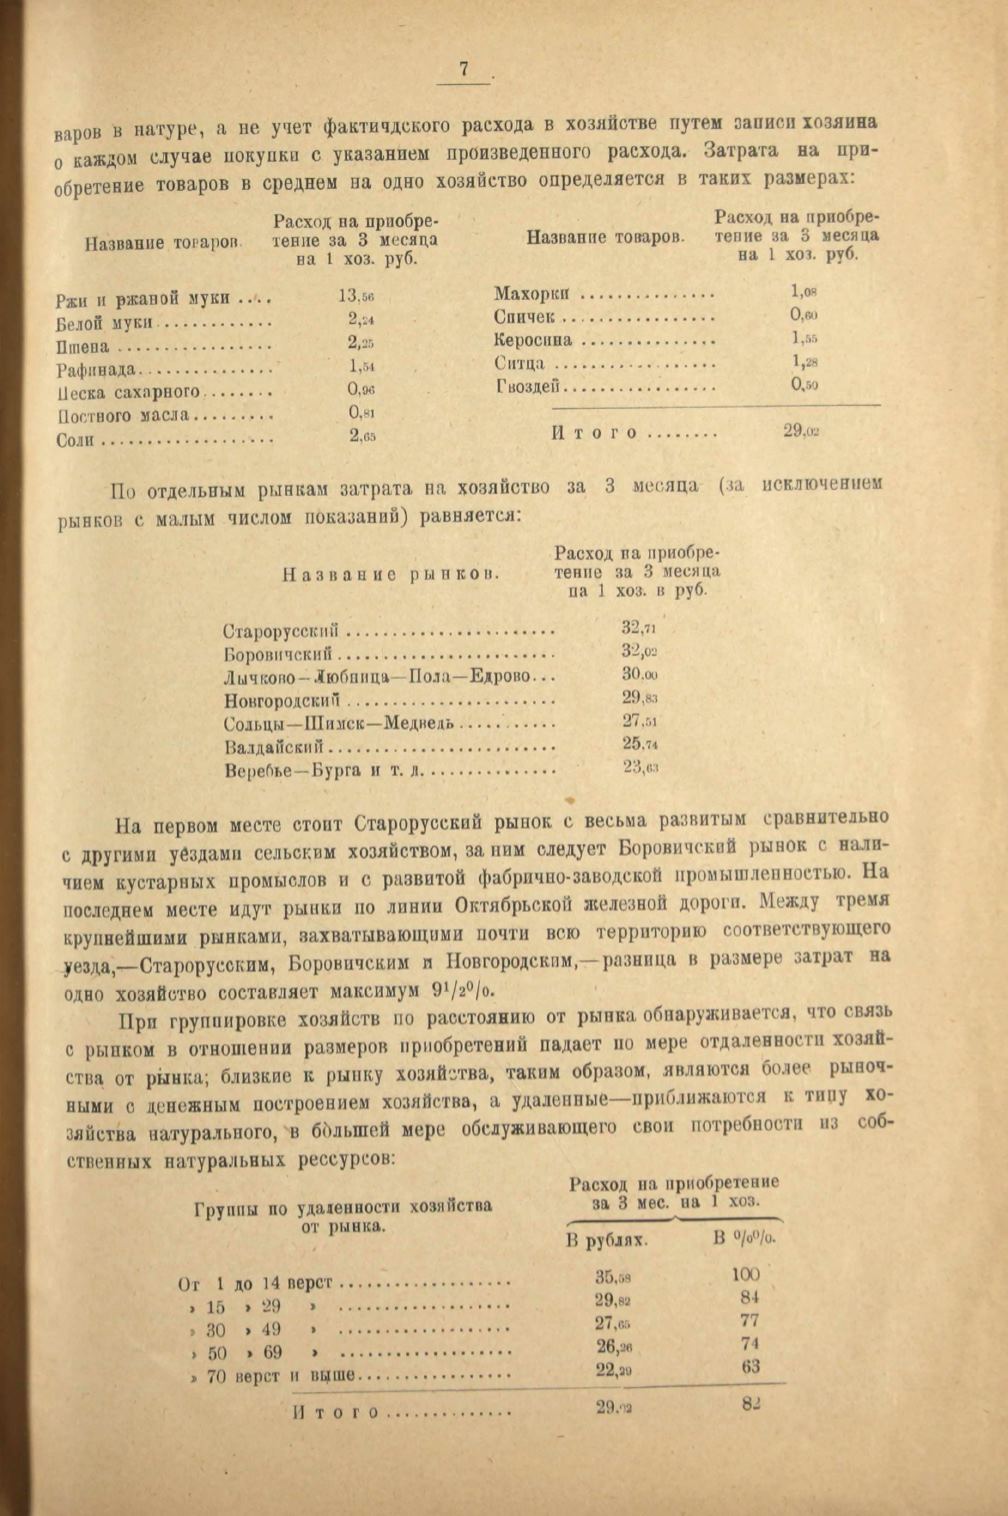 7
варов в натуре, а не учет фактичдского расхода в хозяйстве путем записи хозяина
о каждом случае покупки с указанием произведенного расхода. Затрата на при-
обретение товаров в среднем на одно хозяйство определяется в таких размерах:
Название товаров. Расход на приобре-
тение за 3 месяца
на 1 хоз. руб.
Ржи и ржаной муки .... 13,56
Белой муки ............ 2,24
Пшена ................. 2,25
Рафинада............... 1,54
Песка сахарного........ 0,96
Постного масла......... 0,81
Соли .................. 2,65
Название товаров. Расход на приобре-
тение за 3 месяца
на 1 хоз. руб.
Махорки ............... 1,08
Спичек ................ 0,60
Керосина .............. 1,55
Ситца ................. 1,28
Гвоздей................ 0,50
Итого ........ 29,02
По отдельным рынкам затрата на хозяйство за 3 месяца (за исключением
рынков с малым числом показаний) равняется:
Название рынков. Расход на приобре-
тение за 3 месяца
на 1 хоз. в руб.
Старорусский ....................... 32,71
Боровичский ........................ 32,02
Лычково—Любница—Пола—Едрово... 30,00
Новгородский ....................... 29,83
Сольцы—Шимск—Медведь .......... 27,51
Валдайский ......................... 25,74
Веребье—Бурга и т. д. .............. 23,63
На первом месте стоит Старорусский рынок с весьма развитым сравнительно
с другими уездами сельским хозяйством, за ним следует Боровичский рынок с нали-
чием кустарных промыслов и с развитой фабрично-заводской промышленностью. На
последнем месте идут рынки по линии Октябрьской железной дороги. Между тремя
крупнейшими рынками, захватывающими почти всю территорию соответствующего
уезда,—Старорусским, Боровичским и Новгородским,—разница в размере затрат на
одно хозяйство составляет максимум 9¹/₂⁰/₀.
При группировке хозяйств по расстоянию от рынка обнаруживается, что связь
с рынком в отношении размеров приобретений падает по мере отдаленности хозяй-
ства от рынка; близкие к рынку хозяйства, таким образом, являются более рыноч-
ными с денежным построением хозяйства, а удаленные—приближаются к типу хо-
зяйства натурального, в большей мере обслуживающего свои потребности из соб-
ственных натуральных рессурсов:
Группы по удаленности хозяйства
от рынка.
Расход на приобретение
за 3 мес. на 1 хоз.
В рублях. В ⁰/₀⁰/₀.
От 1 до 14 верст .................. 35,58 100
» 15 » 29 » .................. 29,82 84
» 30 » 49 » .................. 27,65 77
» 50 » 69 » .................. 26,26 74
» 70 верст и выше................. 22,29 63
Итого .............. 29,02 82